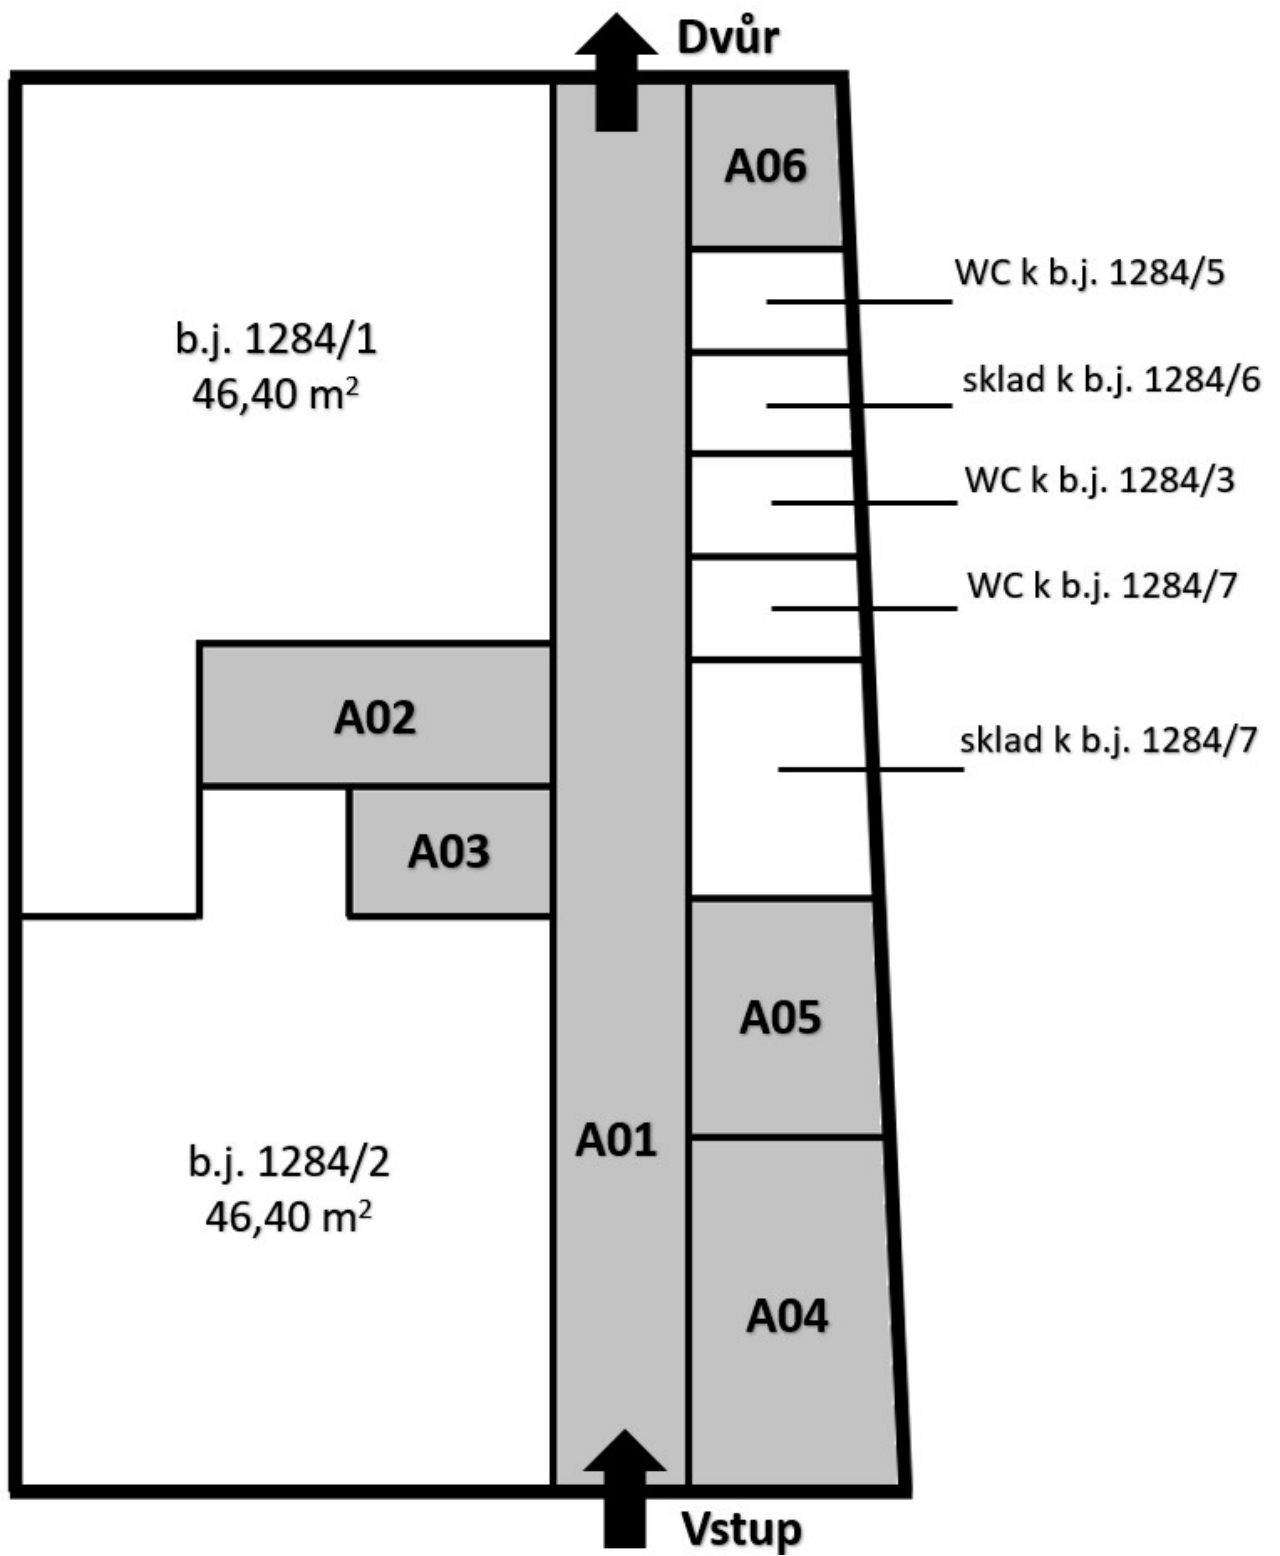 Dvůr
A06
WC k b.j. 1284/5
b.j. 1284/1
46,40 m²
sklad k b.j. 1284/6
WC k b.j. 1284/3
WC k b.j. 1284/7
A02
sklad k b.j. 1284/7
A03
A05
A01
b.j. 1284/2
46,40 m²
A04
Vstup